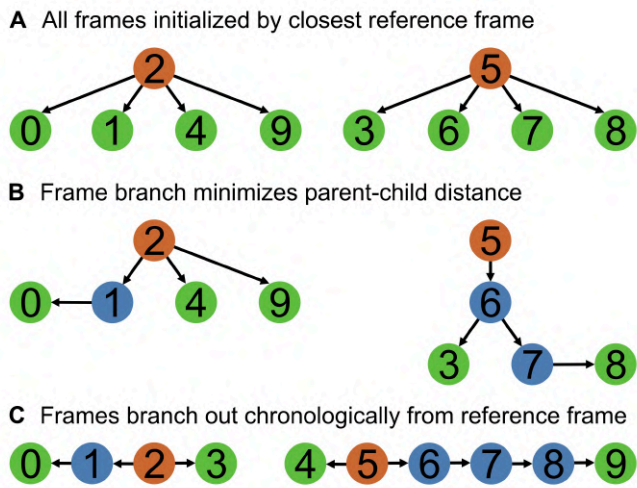 A All frames initialized by closest reference frame
2 5
0 1 4 9 3 6 7 8
B Frame branch minimizes parent-child distance
2 5
0 1 4 9 6
3 7 8
C Frames branch out chronologically from reference frame
0 1 2 3 4 5 6 7 8 9